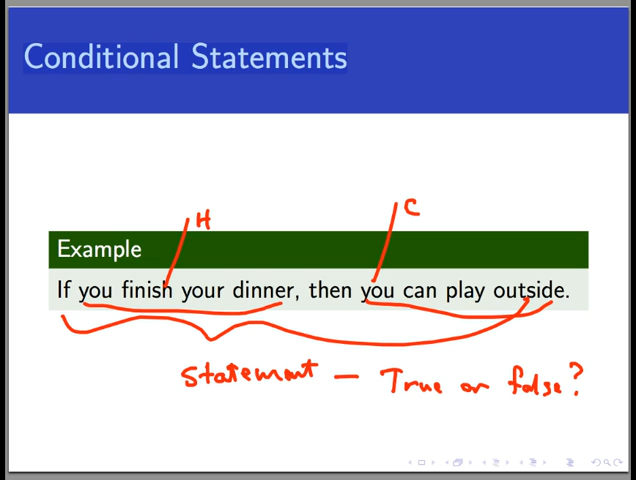 Conditional Statements
H
C
Example
If you finish your dinner, then you can play outside.
Statement — True or false?